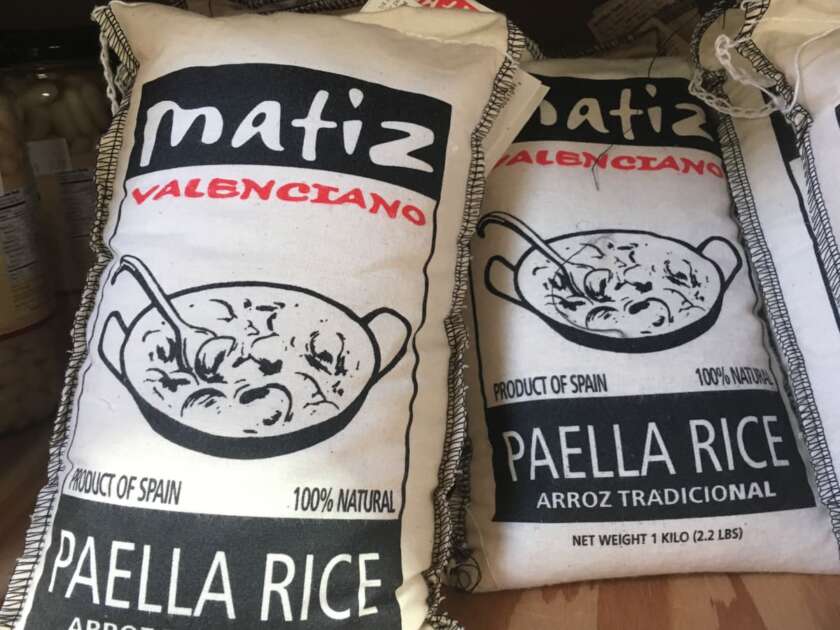 matiz
VALENCIANO
PRODUCT OF SPAIN 100% NATURAL
PAELLA RICE
matiz
VALENCIANO
PRODUCT OF SPAIN 100% NATURAL
PAELLA RICE
ARROZ TRADICIONAL
NET WEIGHT 1 KILO (2.2 LBS)